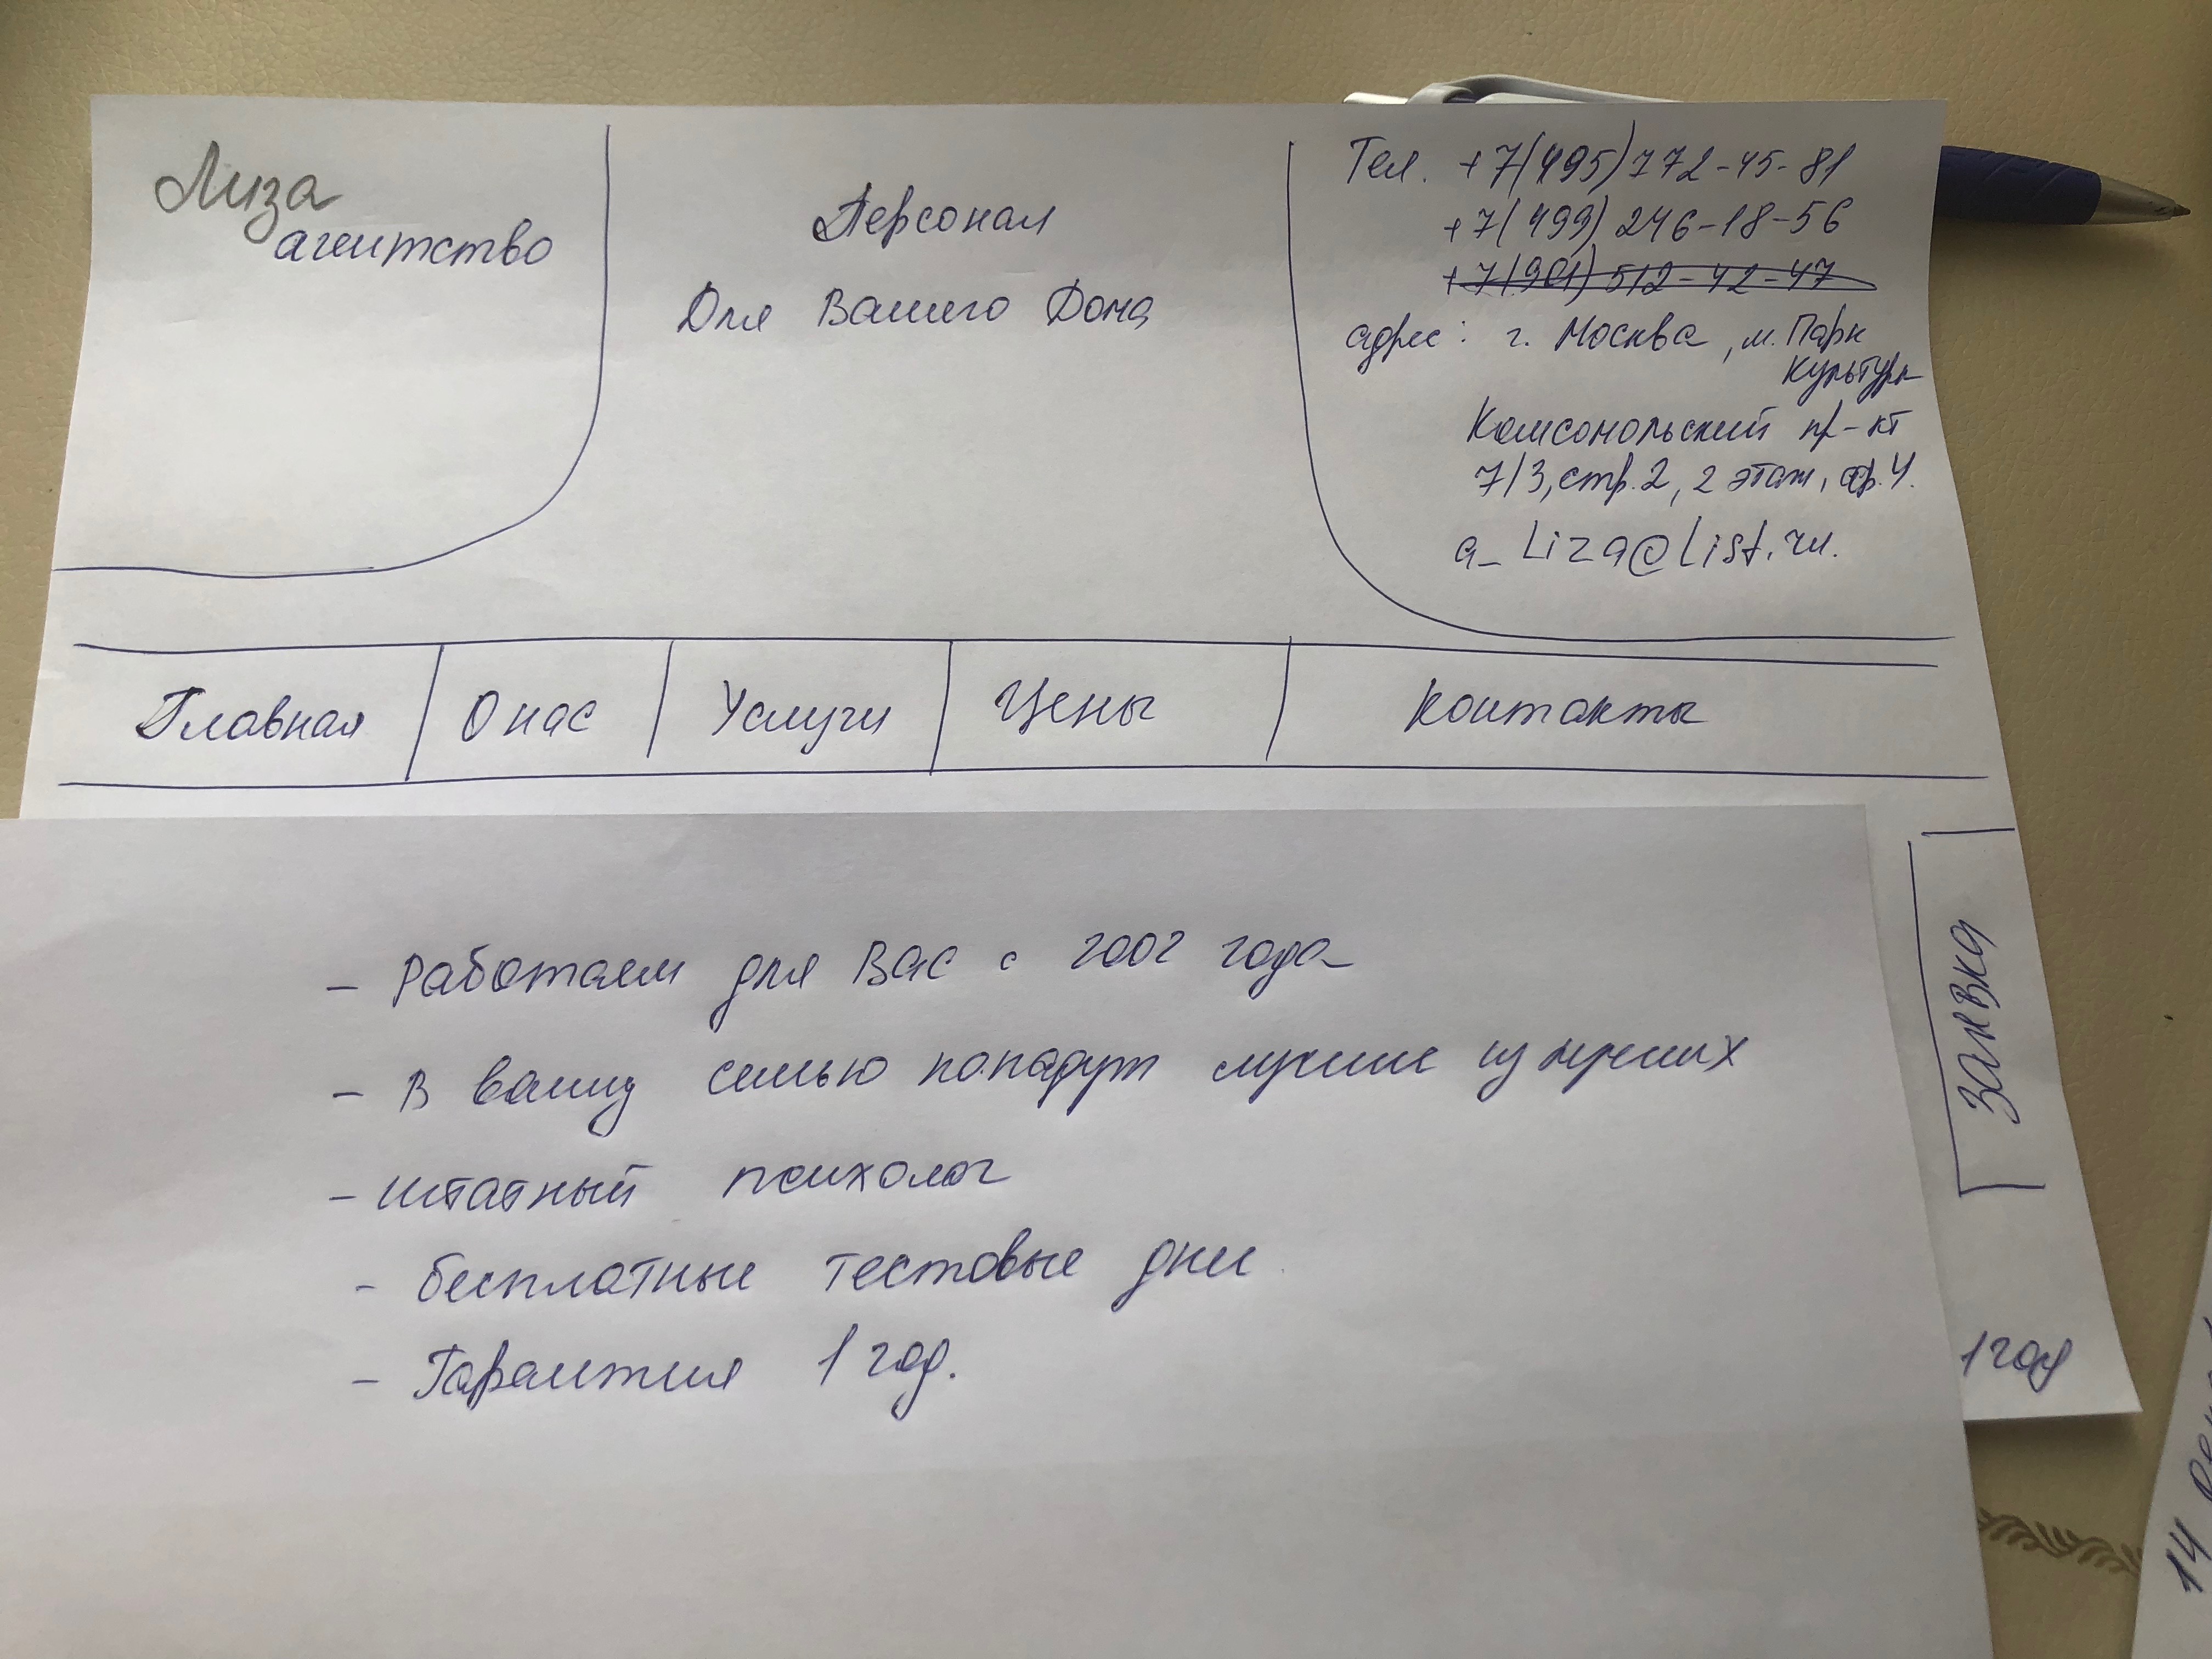 Лиза
агентство
Персонал
Для Вашего Дома
Тел. +7(495)772-45-81
+7(499) 246-18-56
+7(901) 512-42-47
адрес: г. Москва, м. Парк
Культуры
Комсомольский пр-кт
7/3, стр. 2, 2 этаж, оф. 4.
a_Liza@list.ru.
Главная
О нас
Услуги
Цены
Контакты
- Работаем для Вас с 2002 года
- В вашу семью попадут лучшие из лучших
- штатный психолог
- бесплатные тестовые дни
- Гарантия 1 год.
Заявка
1 год
14